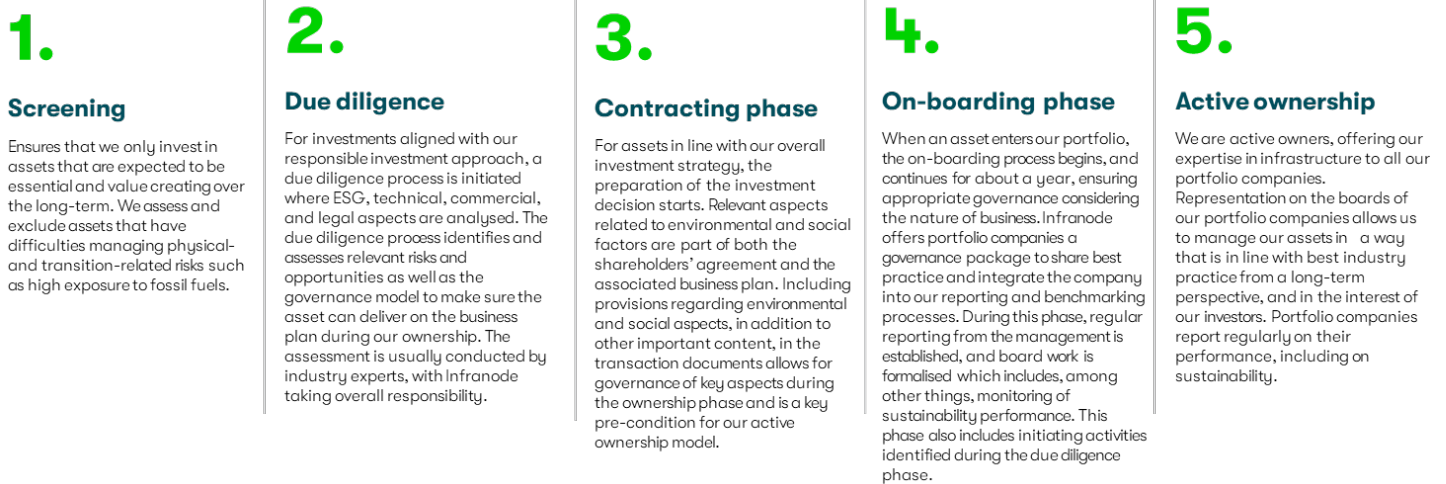 1.
Screening
Ensures that we only invest in
assets that are expected to be
essential and value creating over
the long-term. We assess and
exclude assets that have
difficulties managing physical-
and transition-related risks such
as high exposure to fossil fuels.
2.
Due diligence
For investments aligned with our
responsible investment approach, a
due diligence process is initiated
where ESG, technical, commercial,
and legal aspects are analysed. The
due diligence process identifies and
assesses relevant risks and
opportunities as well as the
governance model to make sure the
asset can deliver on the business
plan during our ownership. The
assessment is usually conducted by
industry experts, with Infranode
taking overall responsibility.
3.
Contracting phase
For assets in line with our overall
investment strategy, the
preparation of the investment
decision starts. Relevant aspects
related to environmental and social
factors are part of both the
shareholders’ agreement and the
associated business plan. Including
provisions regarding environmental
and social aspects, in addition to
other important content, in the
transaction documents allows for
governance of key aspects during
the ownership phase and is a key
pre-condition for our active
ownership model.
4.
On-boarding phase
When an asset enters our portfolio,
the on-boarding process begins, and
continues for about a year, ensuring
appropriate governance considering
the nature of business. Infranode
offers portfolio companies a
governance package to share best
practice and integrate the company
into our reporting and benchmarking
processes. During this phase, regular
reporting from the management is
established, and board work is
formalised which includes, among
other things, monitoring of
sustainability performance. This
phase also includes initiating activities
identified during the due diligence
phase.
5.
Active ownership
We are active owners, offering our
expertise in infrastructure to all our
portfolio companies.
Representation on the boards of
our portfolio companies allows us
to manage our assets in a way
that is in line with best industry
practice from a long-term
perspective, and in the interest of
our investors. Portfolio companies
report regularly on their
performance, including on
sustainability.